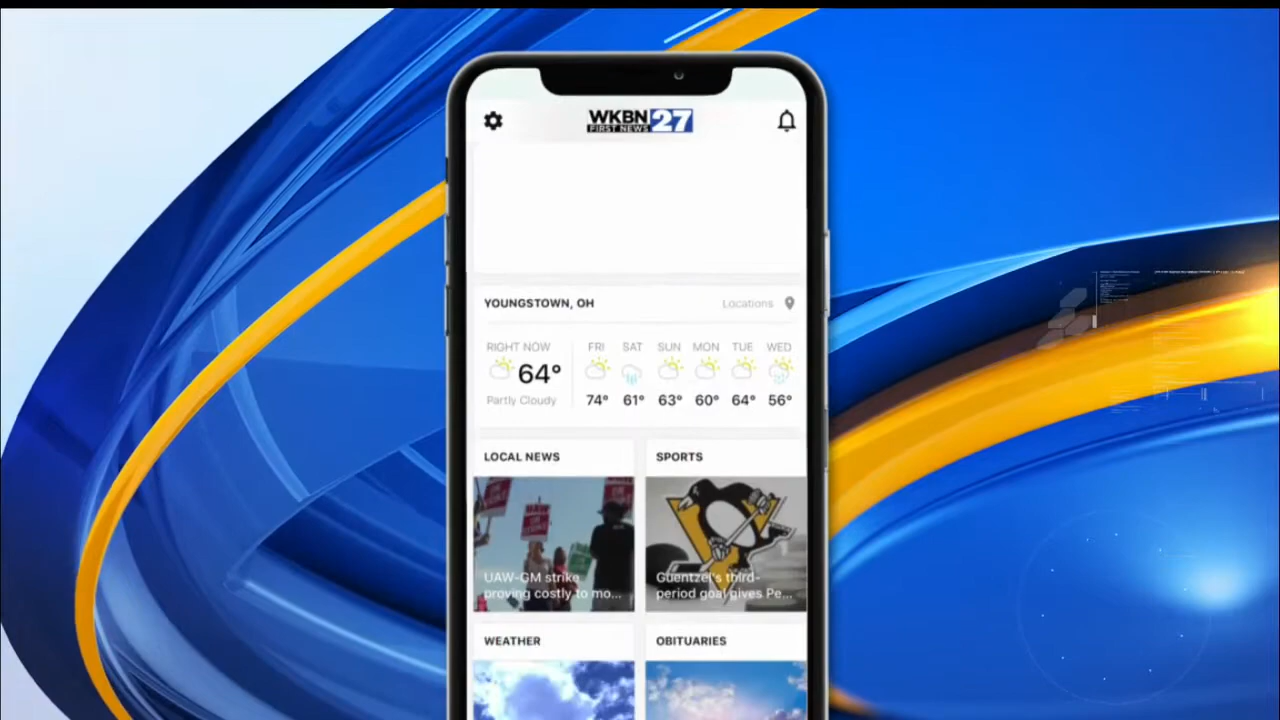 WKBN 27
FIRST NEWS
YOUNGSTOWN, OH
Locations
RIGHT NOW
FRI SAT SUN MON TUE WED
64°
Partly Cloudy
74° 61° 63° 60° 64° 56°
LOCAL NEWS
SPORTS
UAW-GM strike
proving costly to mo...
Guentzel's third-
period goal gives Pe...
WEATHER
OBITUARIES